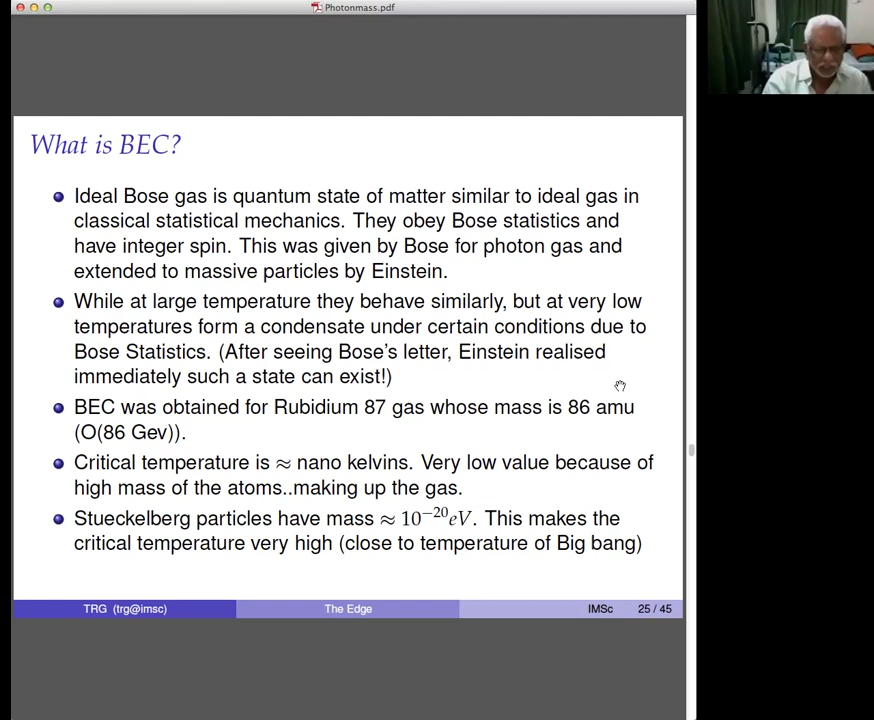 Photonmass.pdf
What is BEC?
Ideal Bose gas is quantum state of matter similar to ideal gas in
classical statistical mechanics. They obey Bose statistics and
have integer spin. This was given by Bose for photon gas and
extended to massive particles by Einstein.
While at large temperature they behave similarly, but at very low
temperatures form a condensate under certain conditions due to
Bose Statistics. (After seeing Bose's letter, Einstein realised
immediately such a state can exist!)
BEC was obtained for Rubidium 87 gas whose mass is 86 amu
(O(86 Gev)).
Critical temperature is ≈ nano kelvins. Very low value because of
high mass of the atoms..making up the gas.
Stueckelberg particles have mass ≈ 10⁻²⁰eV. This makes the
critical temperature very high (close to temperature of Big bang)
TRG (trg@imsc) The Edge IMSc 25 / 45